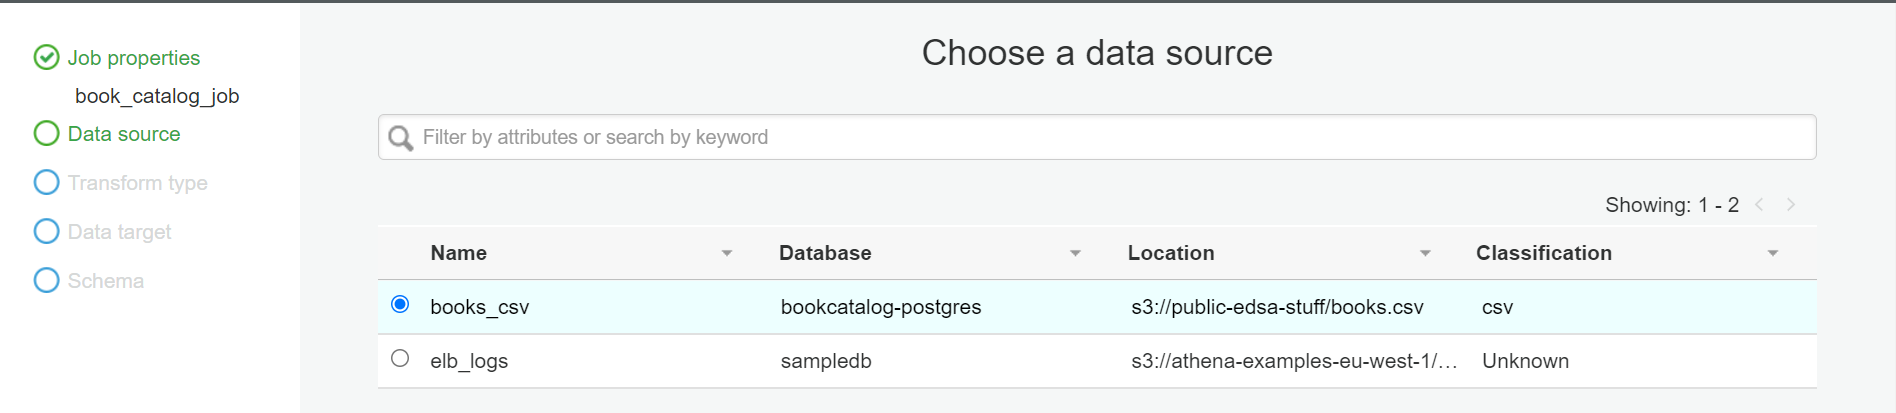 Job properties
book_catalog_job
Data source
Transform type
Data target
Schema
Choose a data source
Filter by attributes or search by keyword
Showing: 1 - 2
Name Database Location Classification
books_csv bookcatalog-postgres s3://public-edsa-stuff/books.csv csv
elb_logs sampledb s3://athena-examples-eu-west-1/… Unknown